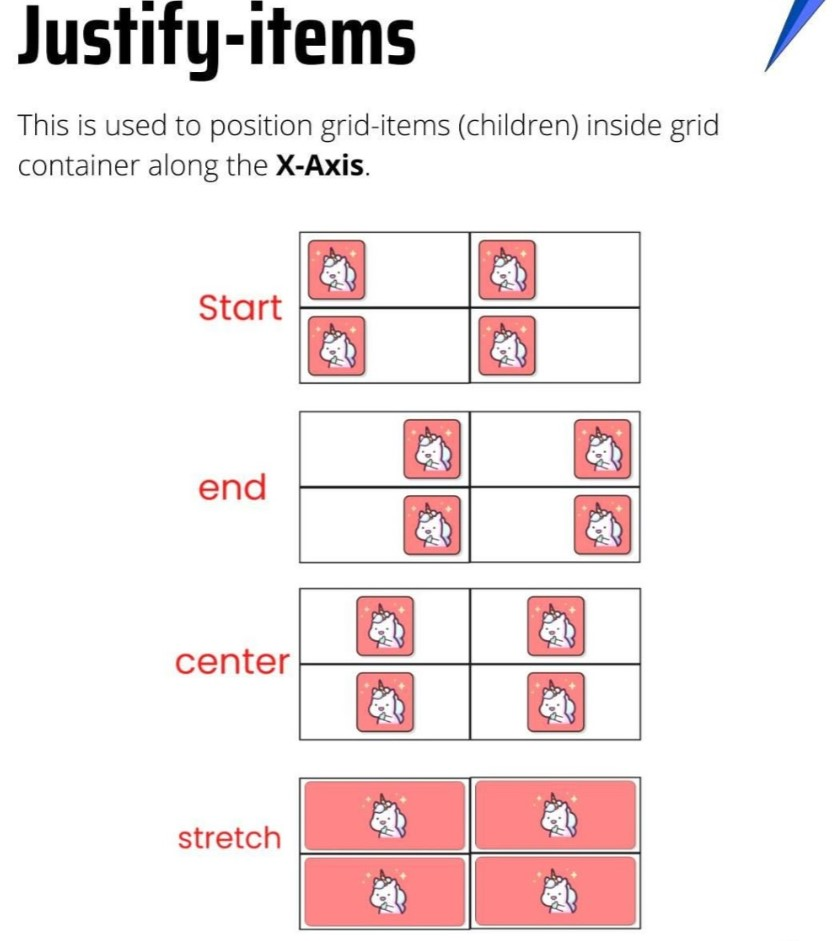 Justify-items
This is used to position grid-items (children) inside grid
container along the X-Axis.
Start
end
center
stretch